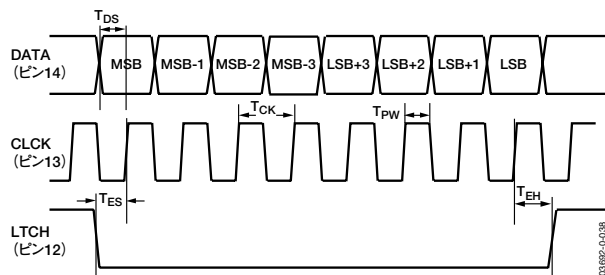 TDS
DATA
(ピン14)
MSB MSB-1 MSB-2 MSB-3 LSB+3 LSB+2 LSB+1 LSB
TCK TPW
CLCK
(ピン13)
TES TEH
LTCH
(ピン12)
03692-0-038